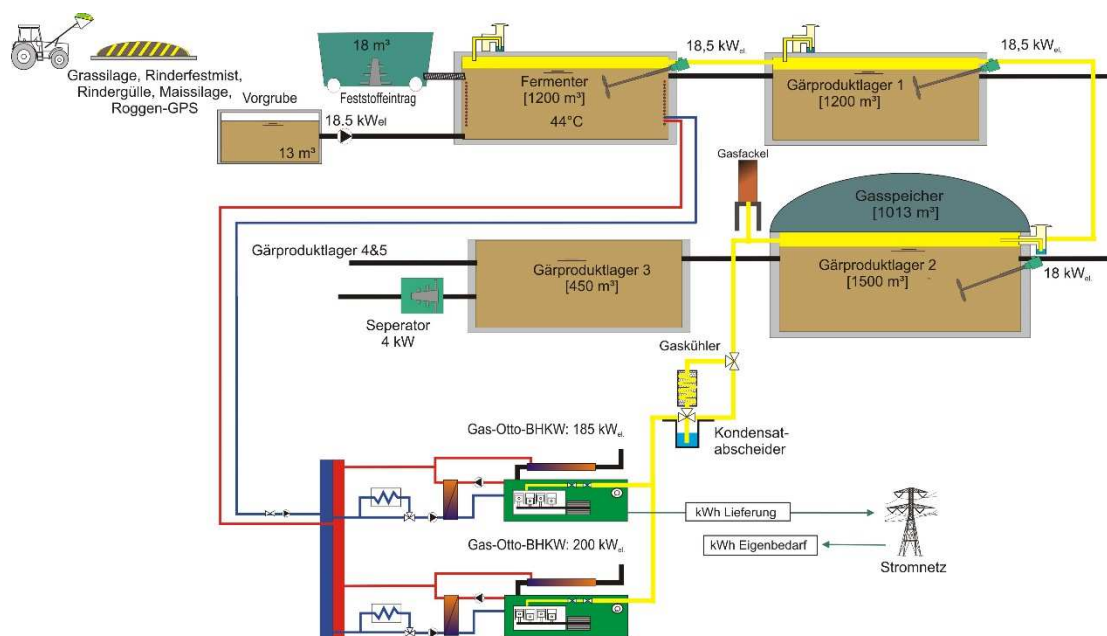 18 m³
Feststoffeintrag
Grassilage, Rinderfestmist,
Rindergülle, Maissilage,
Roggen-GPS
Vorgrube
13 m³
18.5 kWel
Fermenter
[1200 m³]
44°C
18,5 kWel.
Gärproduktlager 1
[1200 m³]
18,5 kWel.
Gasfackel
Gasspeicher
[1013 m³]
Gärproduktlager 2
[1500 m³]
18 kWel.
Gärproduktlager 4&5
Gärproduktlager 3
[450 m³]
Seperator
4 kW
Gaskühler
Kondensat-
abscheider
Gas-Otto-BHKW: 185 kWel.
kWh Lieferung
kWh Eigenbedarf
Stromnetz
Gas-Otto-BHKW: 200 kWel.